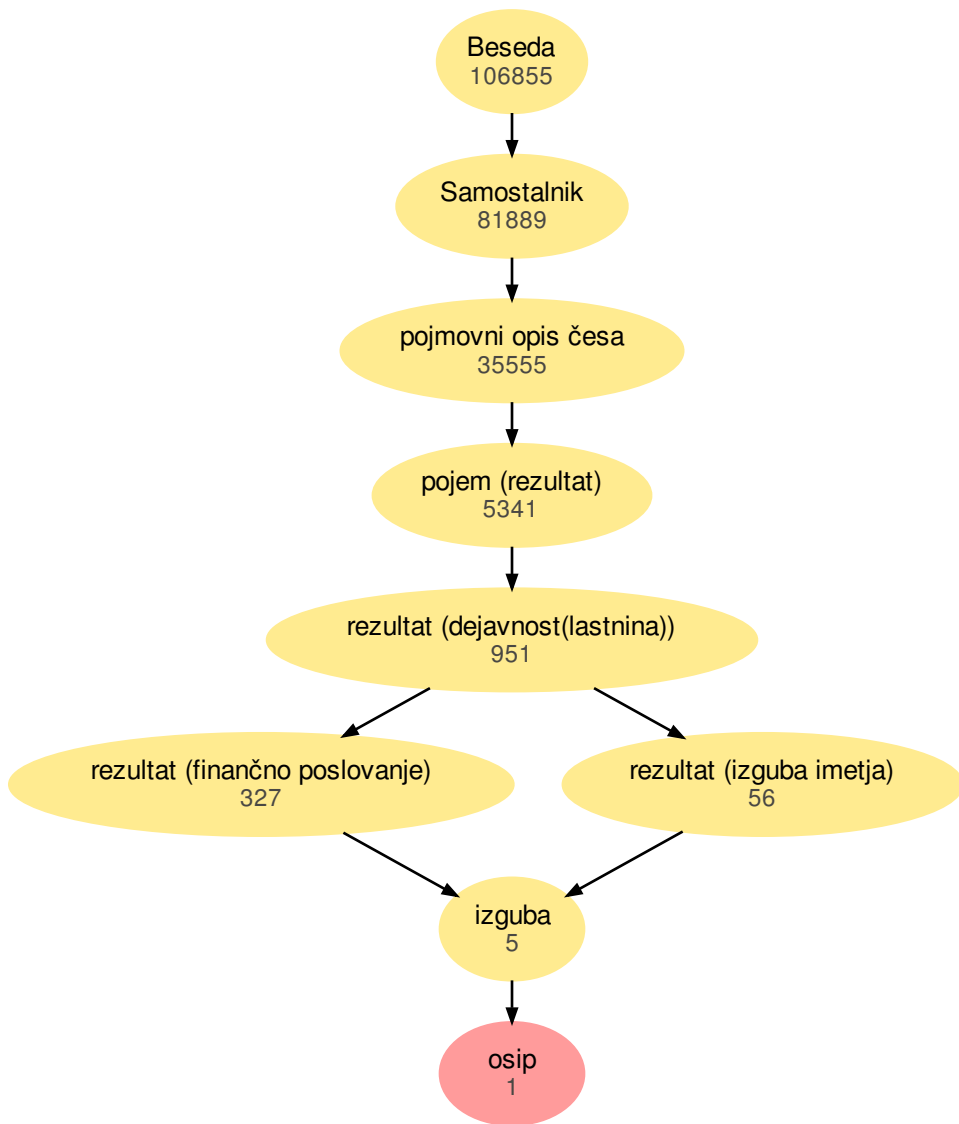 Beseda
106855
Samostalnik
81889
pojmovni opis česa
35555
pojem (rezultat)
5341
rezultat (dejavnost(lastnina))
951
rezultat (finančno poslovanje)
327
rezultat (izguba imetja)
56
izguba
5
osip
1